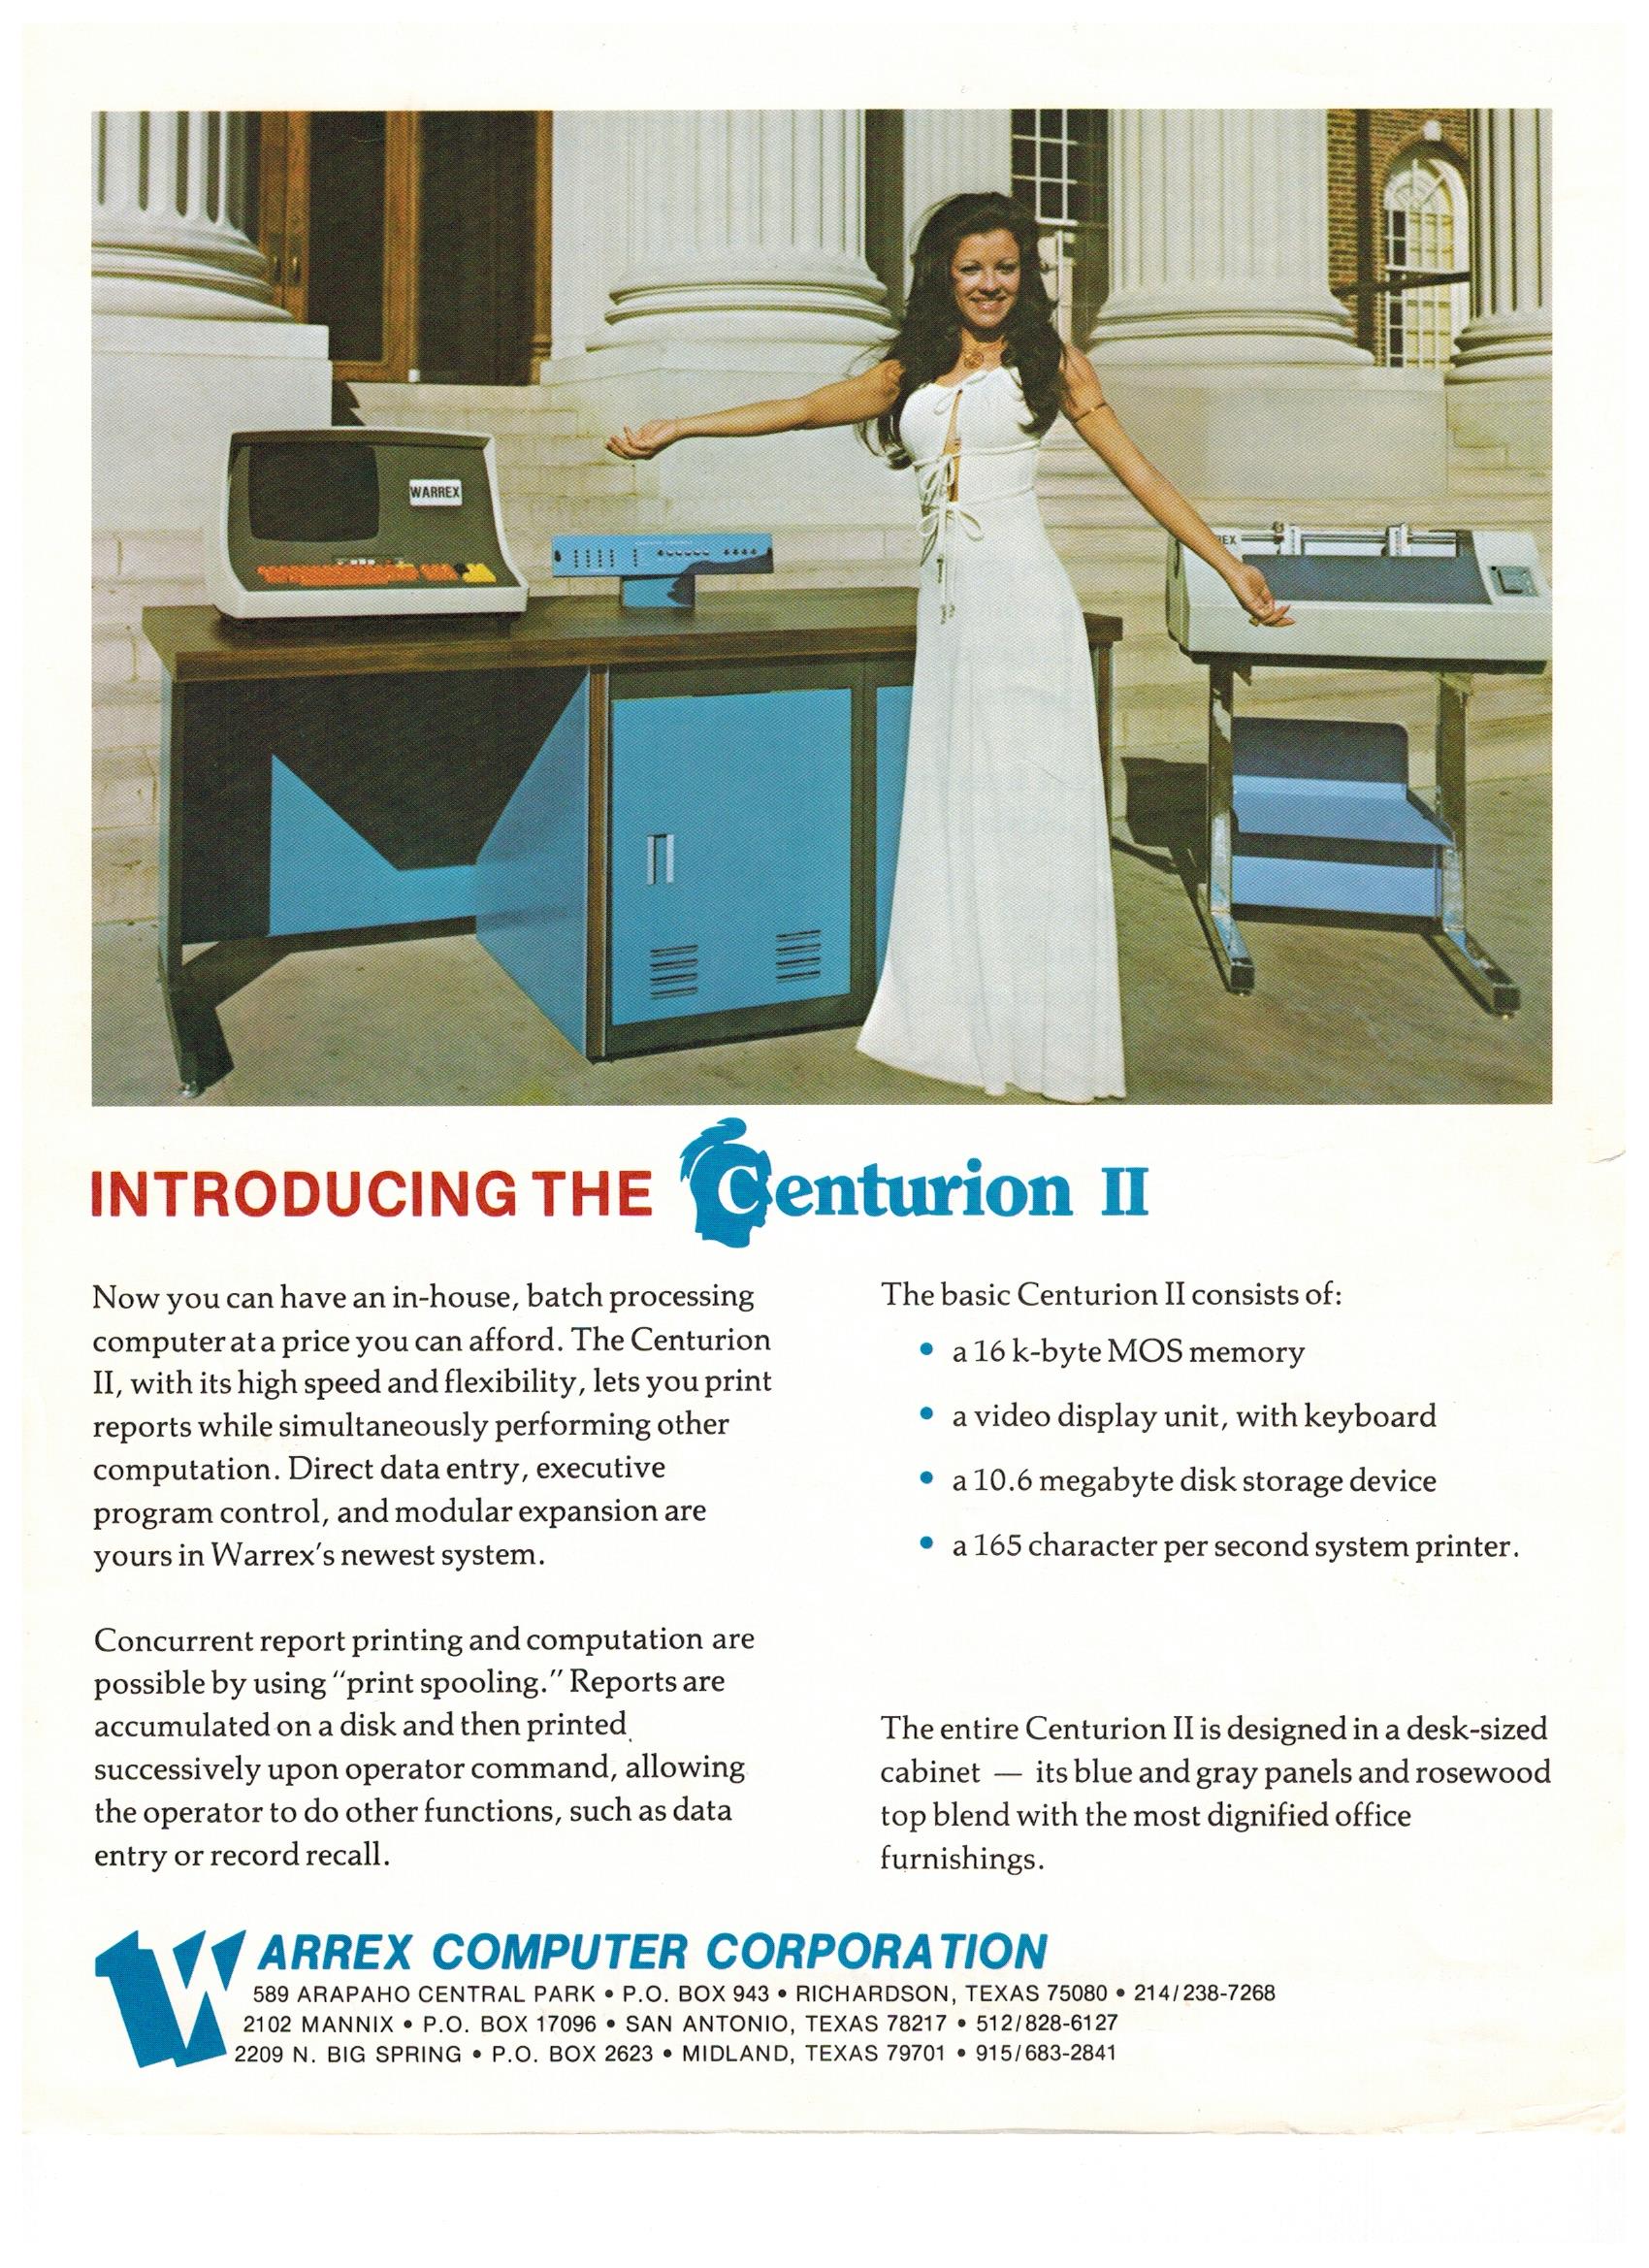 WARREX
REX
INTRODUCING THE Centurion II
Now you can have an in-house, batch processing
computer at a price you can afford. The Centurion
II, with its high speed and flexibility, lets you print
reports while simultaneously performing other
computation. Direct data entry, executive
program control, and modular expansion are
yours in Warrex's newest system.
Concurrent report printing and computation are
possible by using "print spooling." Reports are
accumulated on a disk and then printed
successively upon operator command, allowing
the operator to do other functions, such as data
entry or record recall.
The basic Centurion II consists of:
• a 16 k-byte MOS memory
• a video display unit, with keyboard
• a 10.6 megabyte disk storage device
• a 165 character per second system printer.
The entire Centurion II is designed in a desk-sized
cabinet — its blue and gray panels and rosewood
top blend with the most dignified office
furnishings.
WARREX COMPUTER CORPORATION
589 ARAPAHO CENTRAL PARK • P.O. BOX 943 • RICHARDSON, TEXAS 75080 • 214/238-7268
2102 MANNIX • P.O. BOX 17096 • SAN ANTONIO, TEXAS 78217 • 512/828-6127
2209 N. BIG SPRING • P.O. BOX 2623 • MIDLAND, TEXAS 79701 • 915/683-2841